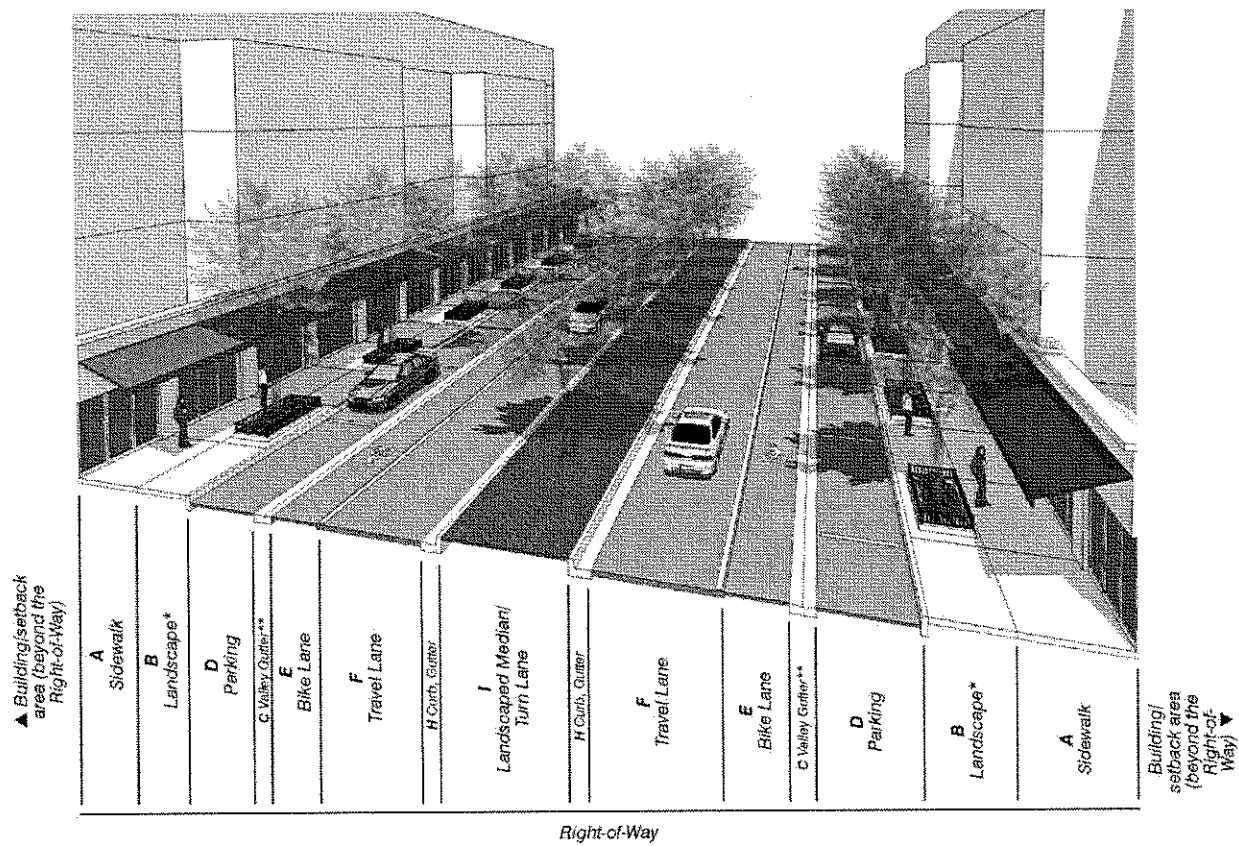 ▲ Building/setback
area (beyond the
Right-of-Way)
A
Sidewalk
B
Landscape*
D
Parking
C Valley Gutter**
E
Bike Lane
F
Travel Lane
H Curb, Gutter
I
Landscaped Median/
Turn Lane
H Curb, Gutter
F
Travel Lane
E
Bike Lane
C Valley Gutter**
D
Parking
B
Landscape*
A
Sidewalk
Building/
setback area
(beyond the
Right-of-
Way) ▼
Right-of-Way